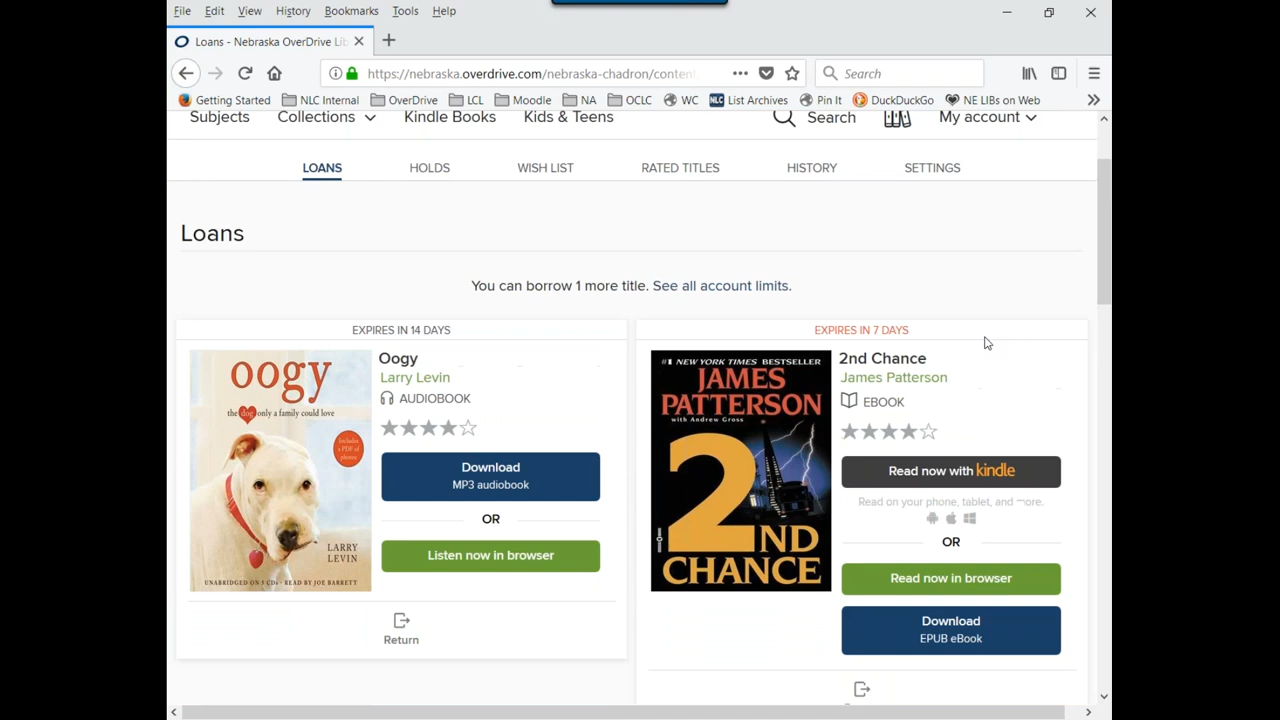 File Edit View History Bookmarks Tools Help
Loans - Nebraska OverDrive Lib
https://nebraska.overdrive.com/nebraska-chadron/content
Search
Getting Started NLC Internal OverDrive LCL Moodle NA OCLC WC List Archives Pin It DuckDuckGo NE LIBs on Web
Subjects Collections Kindle Books Kids & Teens Search My account
LOANS HOLDS WISH LIST RATED TITLES HISTORY SETTINGS
Loans
You can borrow 1 more title. See all account limits.
EXPIRES IN 14 DAYS
oogy
the dog only a family could love
Includes
a PDF of
photos
LARRY
LEVIN
UNABRIDGED ON 5 CDs · READ BY JOE BARRETT
Oogy
Larry Levin
AUDIOBOOK
Download
MP3 audiobook
OR
Listen now in browser
Return
EXPIRES IN 7 DAYS
#1 NEW YORK TIMES BESTSELLER
JAMES
PATTERSON
with Andrew Gross
2ND
CHANCE
2nd Chance
James Patterson
EBOOK
Read now with kindle
Read on your phone, tablet, and more.
OR
Read now in browser
Download
EPUB eBook